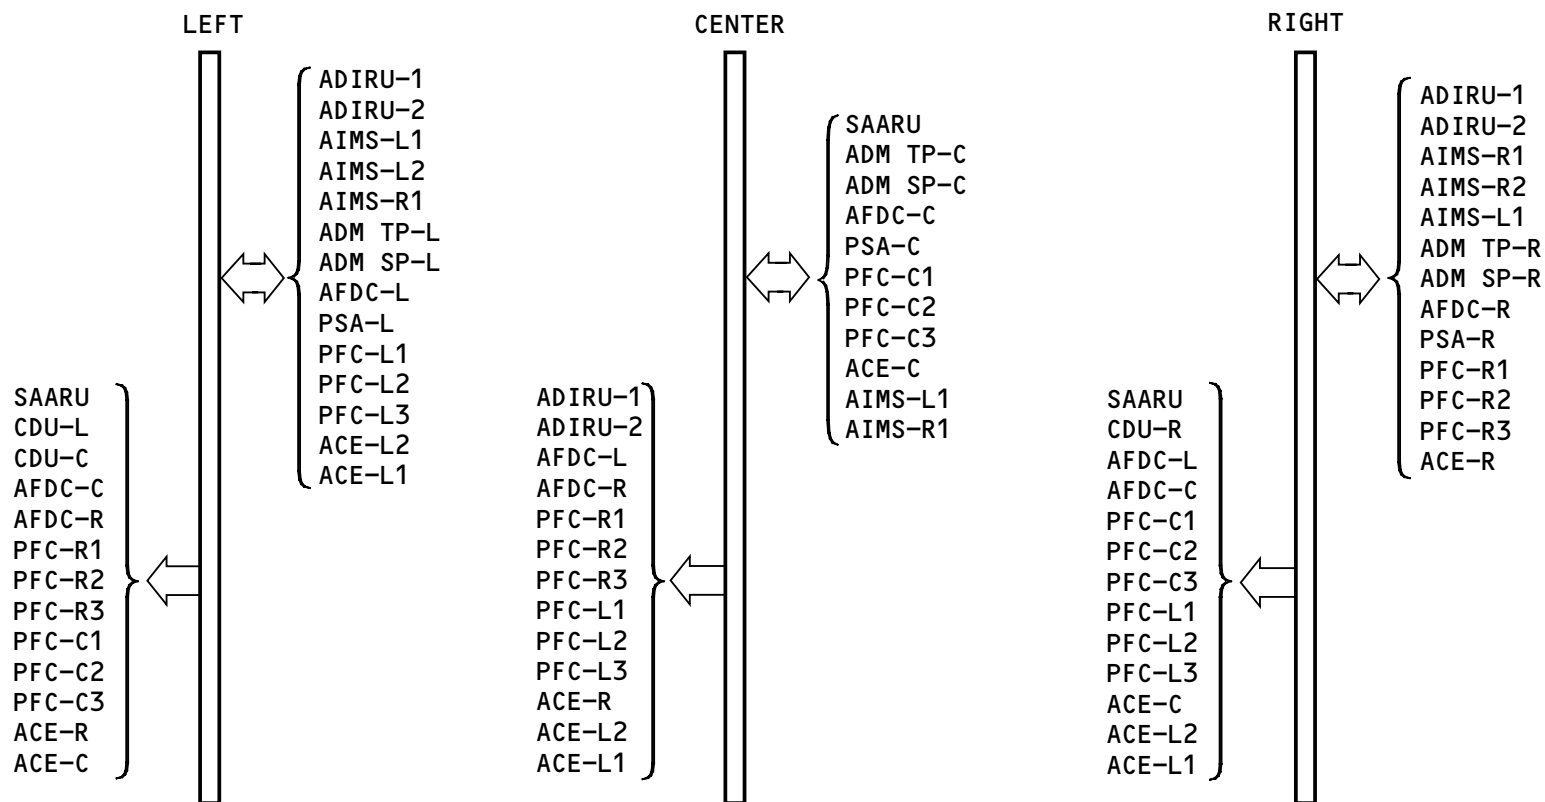 LEFT
ADIRU-1
ADIRU-2
AIMS-L1
AIMS-L2
AIMS-R1
ADM TP-L
ADM SP-L
AFDC-L
PSA-L
PFC-L1
PFC-L2
PFC-L3
ACE-L2
ACE-L1
SAARU
CDU-L
CDU-C
AFDC-C
AFDC-R
PFC-R1
PFC-R2
PFC-R3
PFC-C1
PFC-C2
PFC-C3
ACE-R
ACE-C
CENTER
SAARU
ADM TP-C
ADM SP-C
AFDC-C
PSA-C
PFC-C1
PFC-C2
PFC-C3
ACE-C
AIMS-L1
AIMS-R1
ADIRU-1
ADIRU-2
AFDC-L
AFDC-R
PFC-R1
PFC-R2
PFC-R3
PFC-L1
PFC-L2
PFC-L3
ACE-R
ACE-L2
ACE-L1
RIGHT
ADIRU-1
ADIRU-2
AIMS-R1
AIMS-R2
AIMS-L1
ADM TP-R
ADM SP-R
AFDC-R
PSA-R
PFC-R1
PFC-R2
PFC-R3
ACE-R
SAARU
CDU-R
AFDC-L
AFDC-C
PFC-C1
PFC-C2
PFC-C3
PFC-L1
PFC-L2
PFC-L3
ACE-C
ACE-L2
ACE-L1